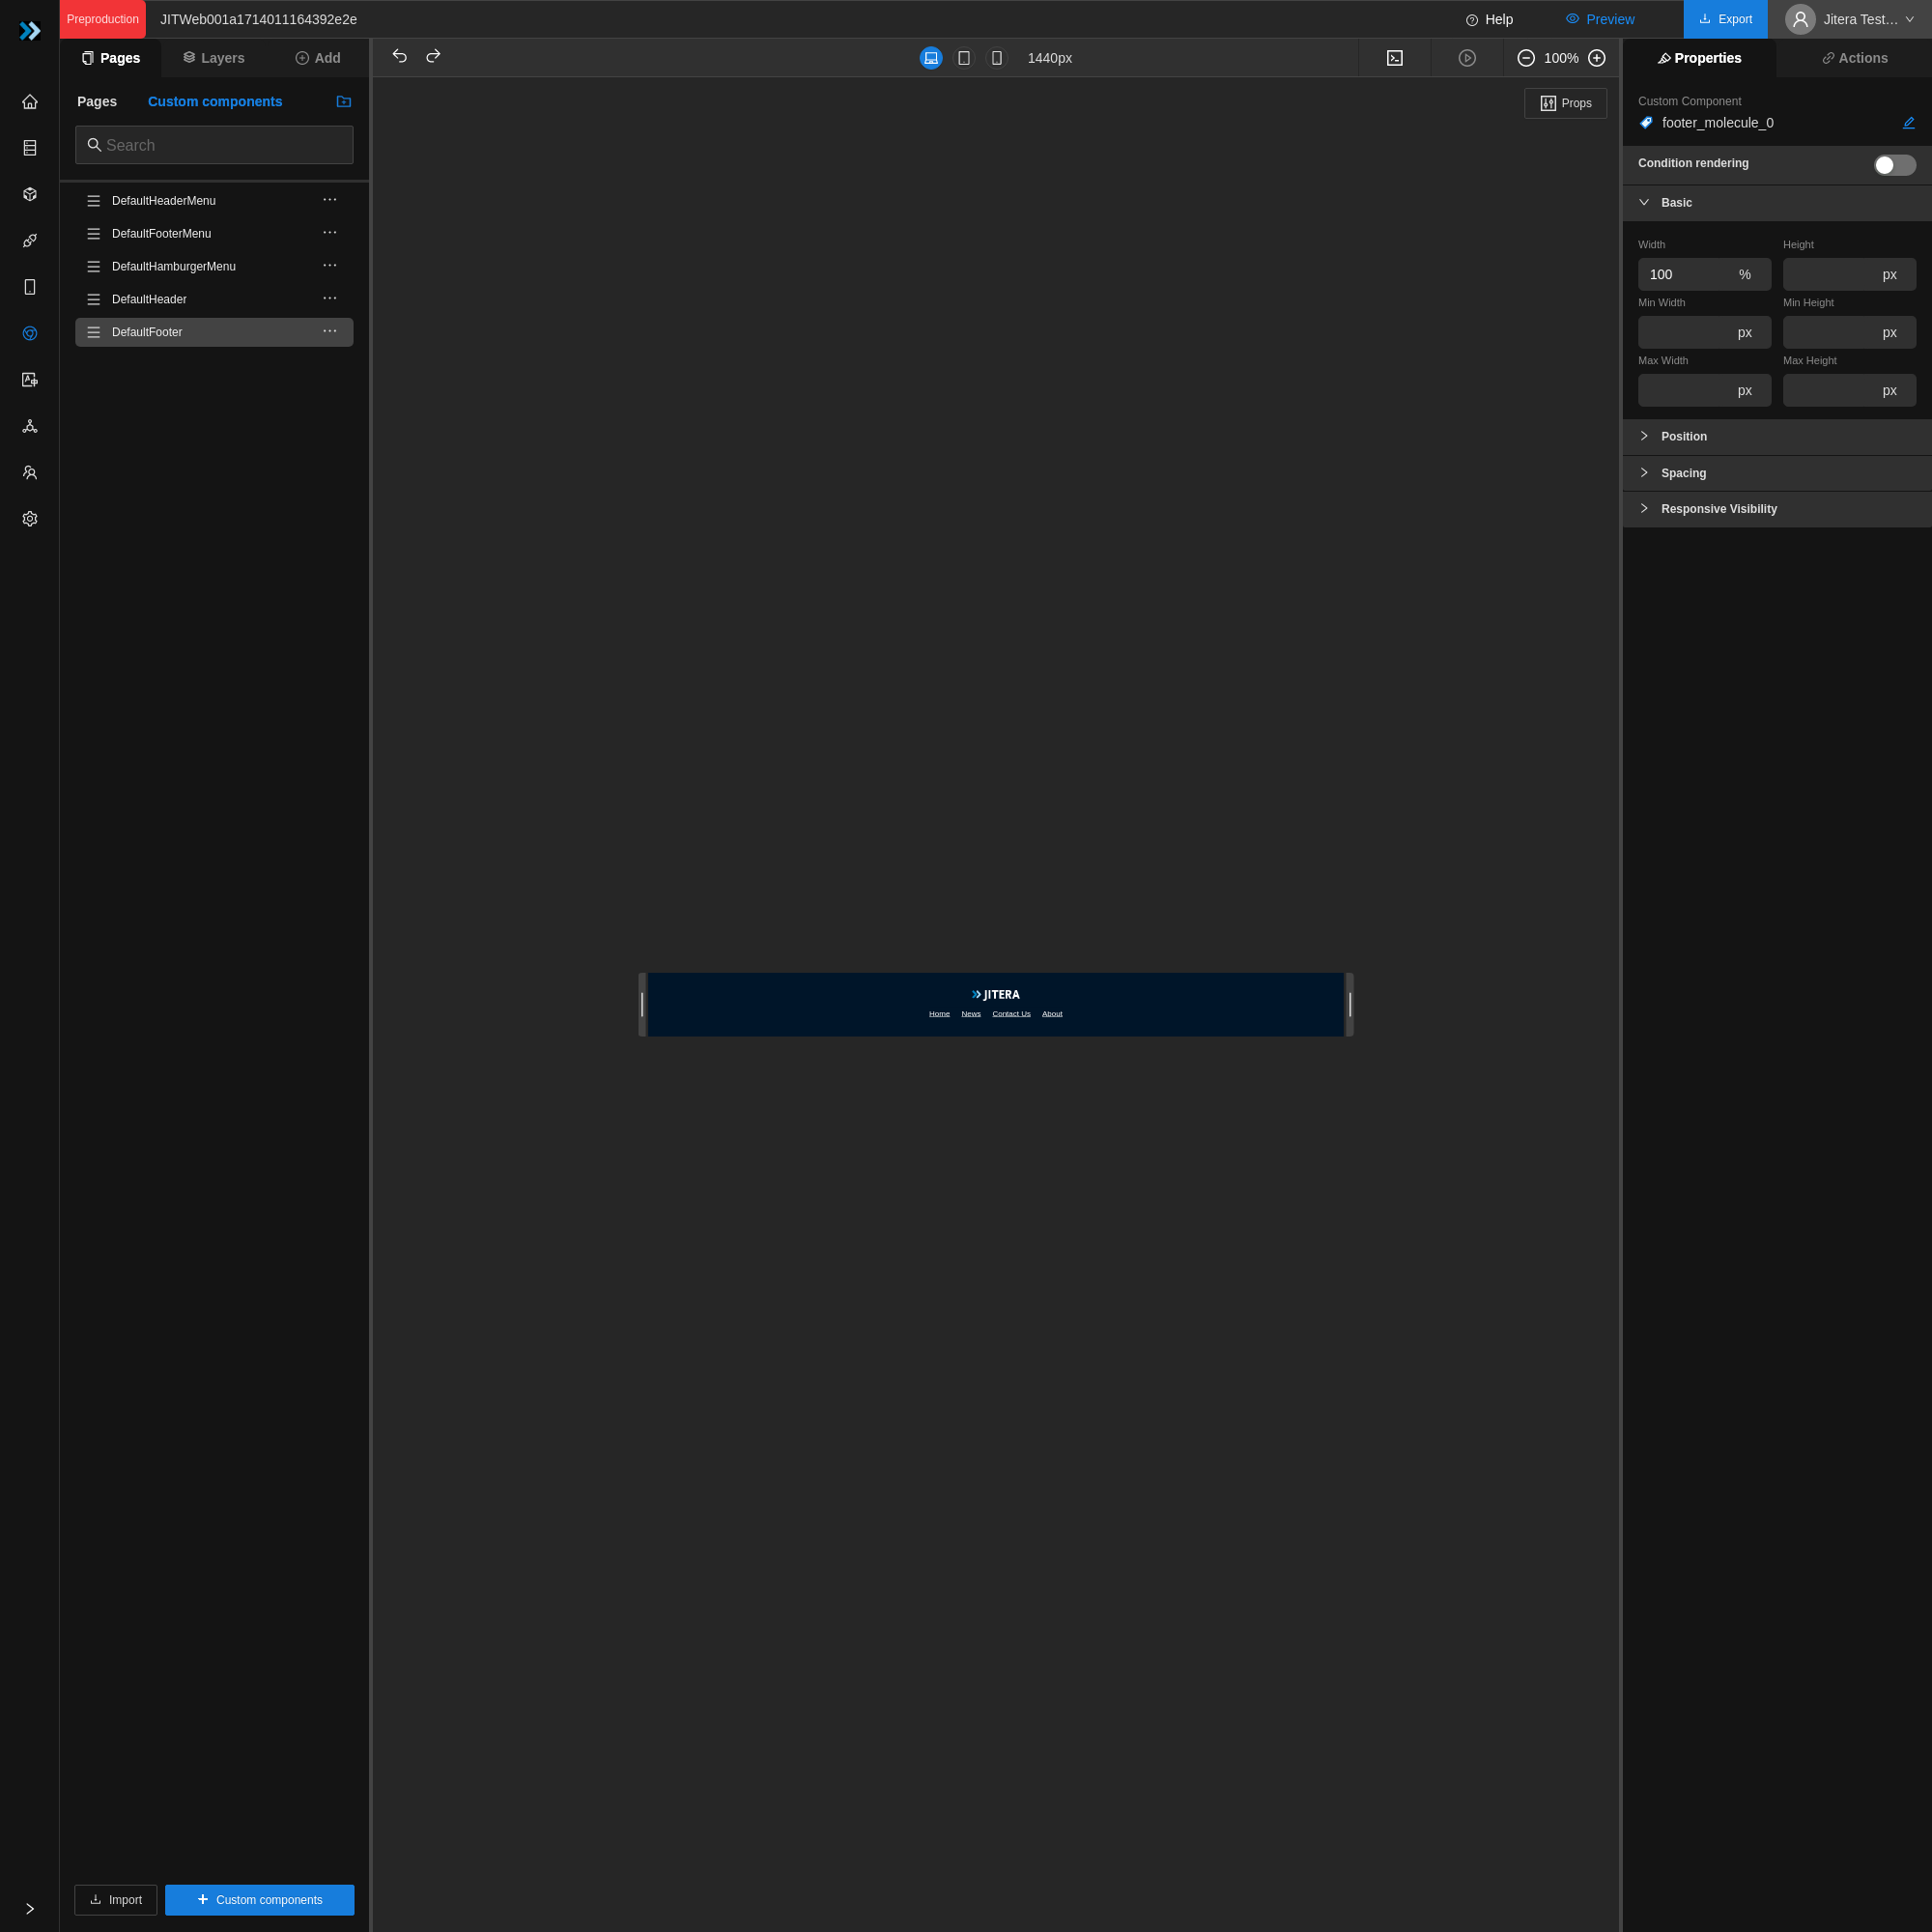 Preproduction
JITWeb001a1714011164392e2e
Help
Preview
Export
Jitera Test…
Pages
Layers
Add
1440px
100%
Properties
Actions
Pages
Custom components
Search
DefaultHeaderMenu
DefaultFooterMenu
DefaultHamburgerMenu
DefaultHeader
DefaultFooter
Import
Custom components
Props
JITERA
Home News Contact Us About
Custom Component
footer_molecule_0
Condition rendering
Basic
Width Height
100 % px
Min Width Min Height
px px
Max Width Max Height
px px
Position
Spacing
Responsive Visibility